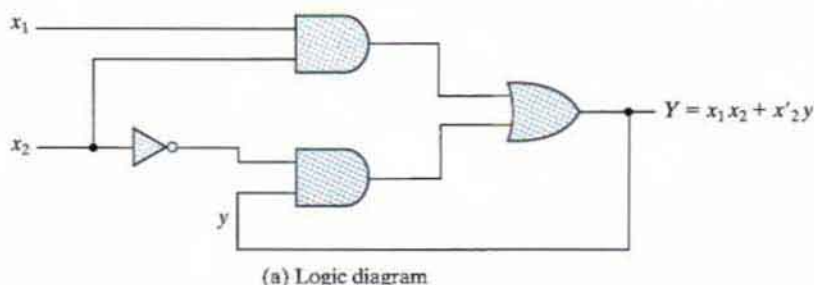 x₁
Y = x₁x₂ + x'₂y
x₂
y
(a) Logic diagram